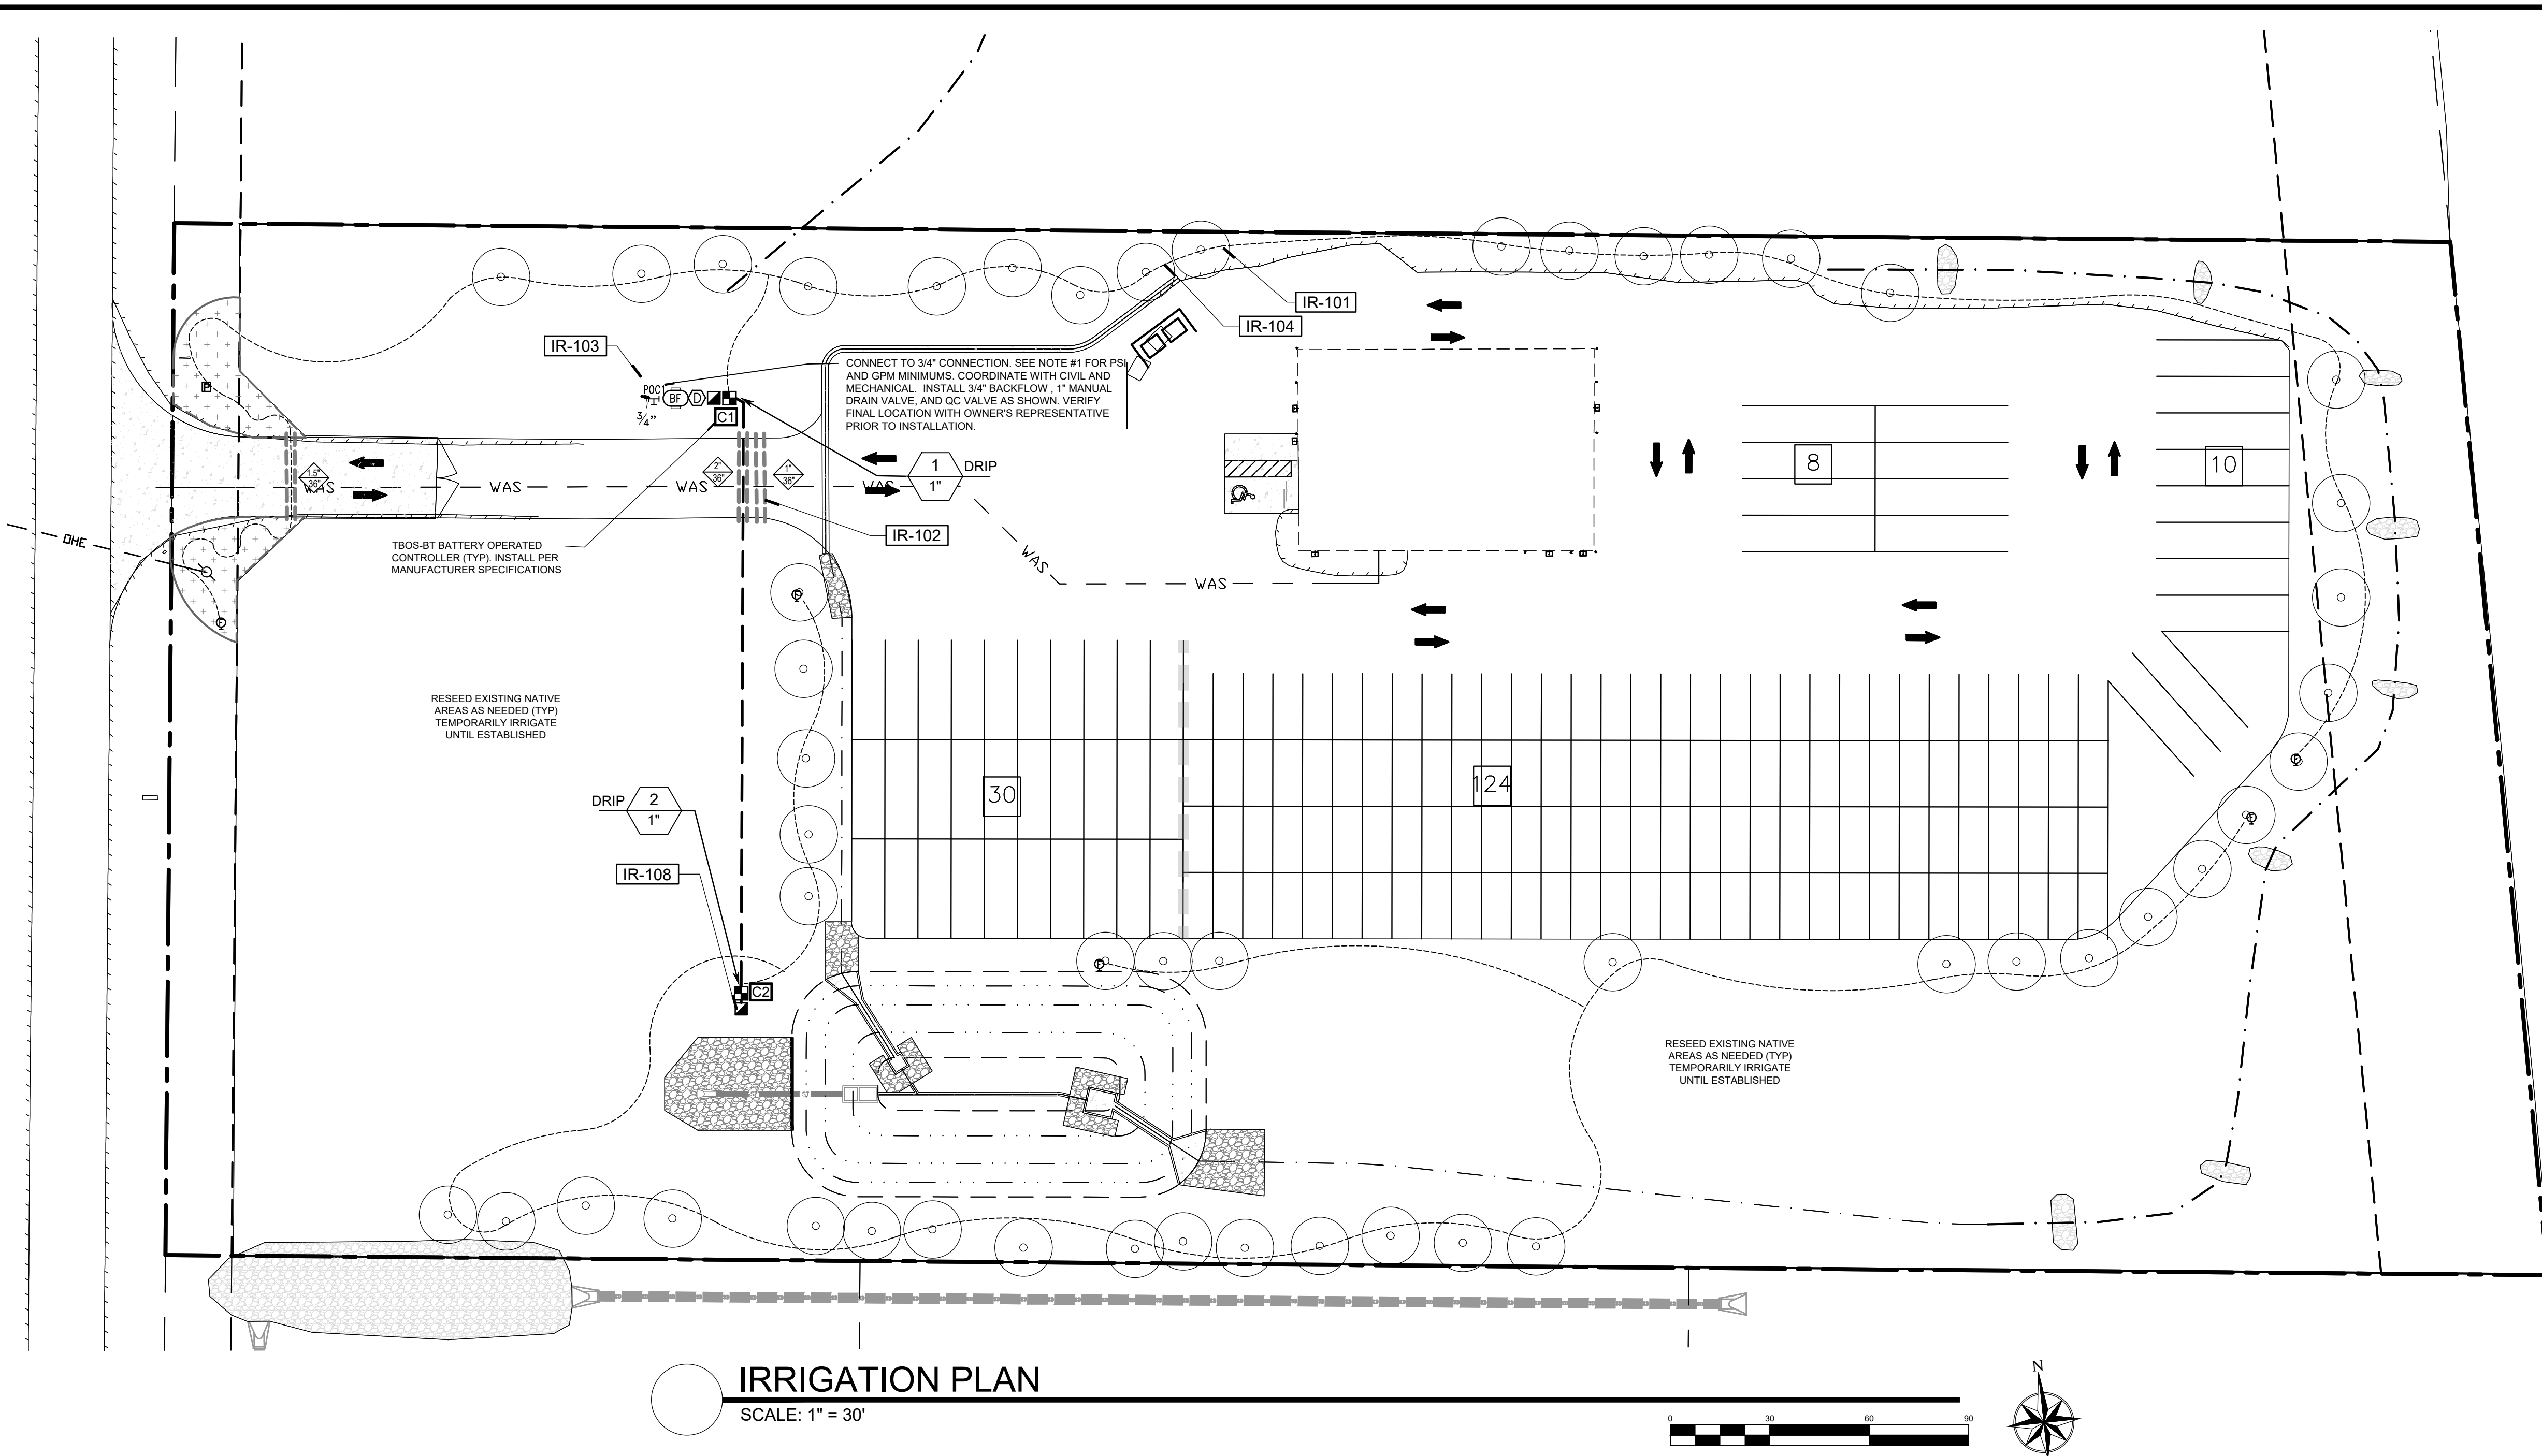 IR-101
IR-104
IR-103
CONNECT TO 3/4" CONNECTION. SEE NOTE #1 FOR PSI
AND GPM MINIMUMS. COORDINATE WITH CIVIL AND
MECHANICAL.  INSTALL 3/4" BACKFLOW , 1" MANUAL
DRAIN VALVE, AND QC VALVE AS SHOWN. VERIFY
FINAL LOCATION WITH OWNER'S REPRESENTATIVE
PRIOR TO INSTALLATION.
POC1
BF
D
3/4"
C1
P
1.5"
36"
2"
36"
1"
36"
1
1"
DRIP
WAS
WAS
WAS
WAS
WAS
WAS
IR-102
8
10
OHE
TBOS-BT BATTERY OPERATED
CONTROLLER (TYP). INSTALL PER
MANUFACTURER SPECIFICATIONS
RESEED EXISTING NATIVE
AREAS AS NEEDED (TYP)
TEMPORARILY IRRIGATE
UNTIL ESTABLISHED
30
124
DRIP
2
1"
IR-108
C2
RESEED EXISTING NATIVE
AREAS AS NEEDED (TYP)
TEMPORARILY IRRIGATE
UNTIL ESTABLISHED
IRRIGATION PLAN
SCALE: 1" = 30'
0 30 60 90
N